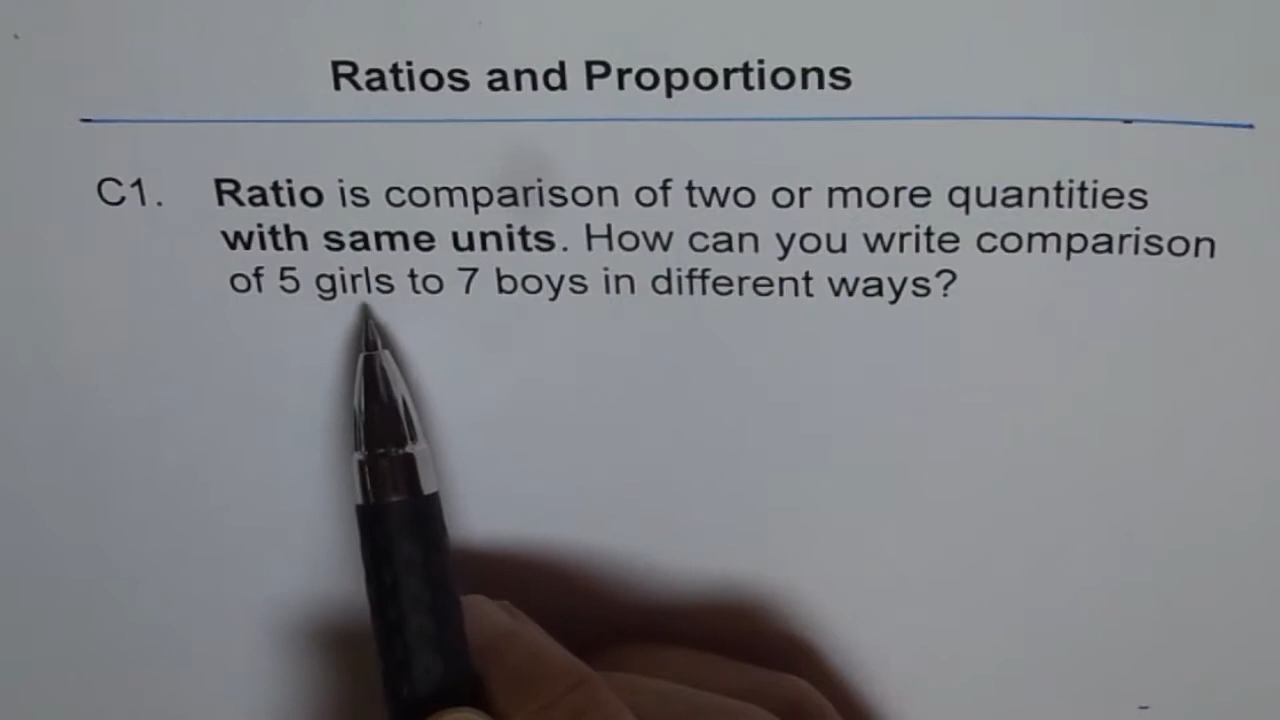 Ratios and Proportions
C1. Ratio is comparison of two or more quantities
with same units. How can you write comparison
of 5 girls to 7 boys in different ways?